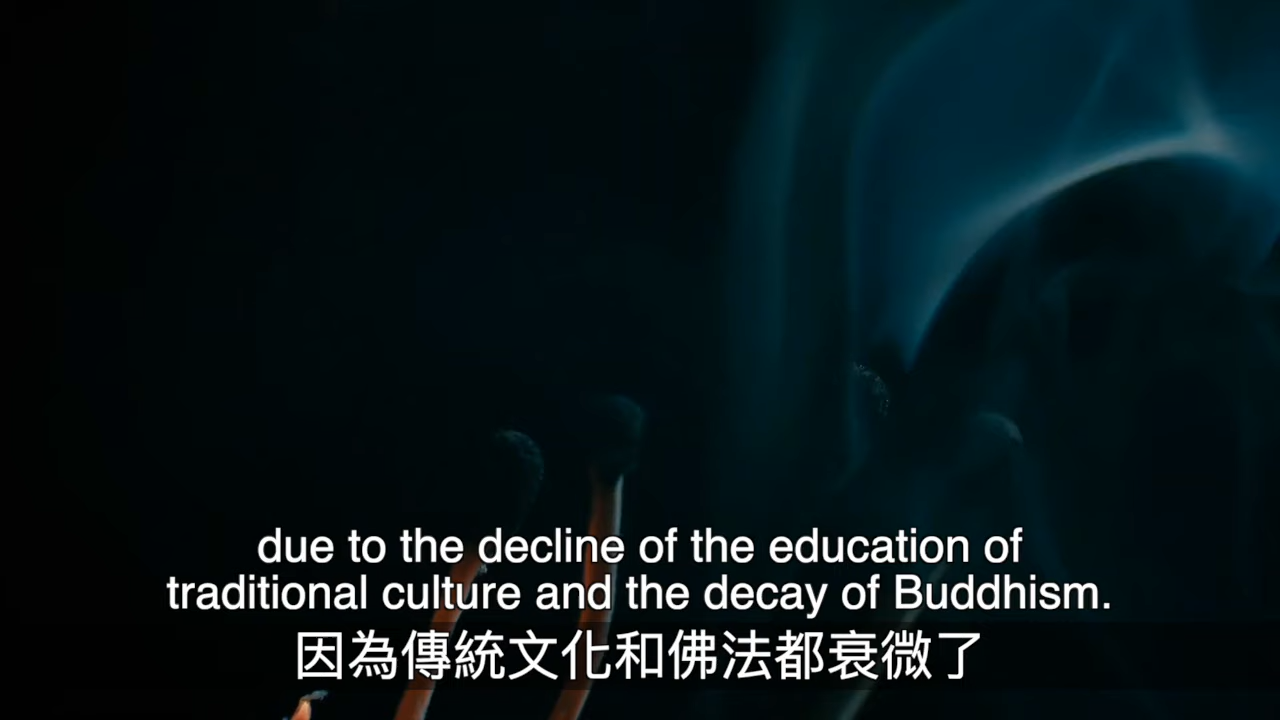 due to the decline of the education of
traditional culture and the decay of Buddhism.
因為傳統文化和佛法都衰微了